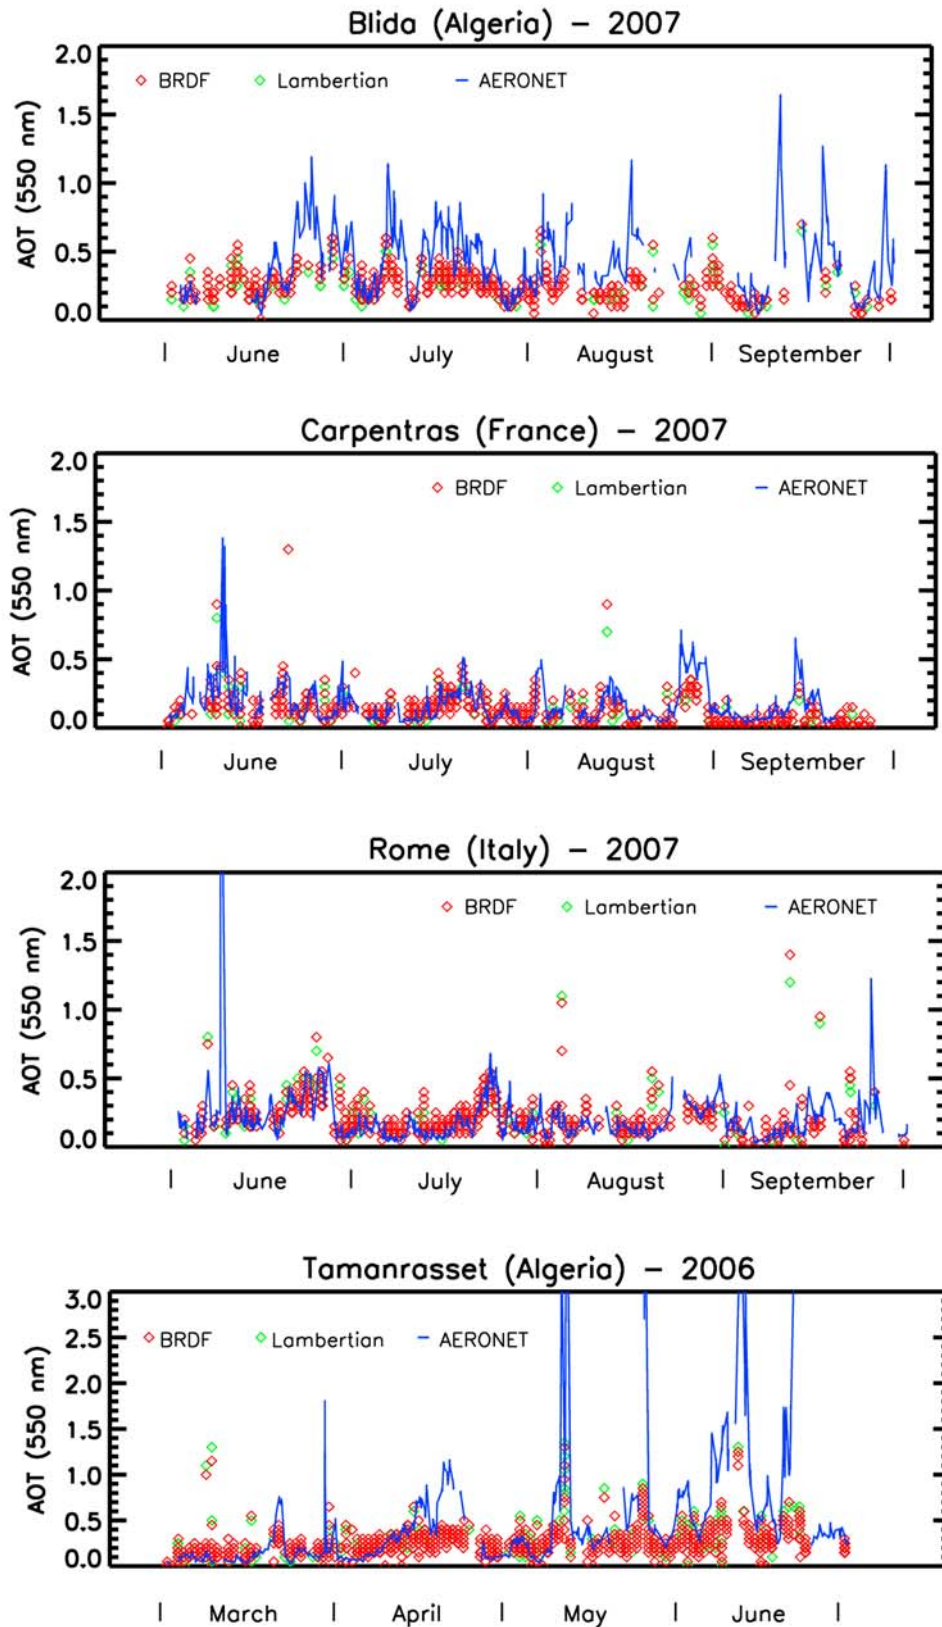 Blida (Algeria) – 2007
2.0
BRDF Lambertian AERONET
1.5
1.0
0.5
0.0
AOT (550 nm)
June July August September
Carpentras (France) – 2007
2.0
BRDF Lambertian AERONET
1.5
1.0
0.5
0.0
AOT (550 nm)
June July August September
Rome (Italy) – 2007
2.0
BRDF Lambertian AERONET
1.5
1.0
0.5
0.0
AOT (550 nm)
June July August September
Tamanrasset (Algeria) – 2006
3.0
2.5
BRDF Lambertian AERONET
2.0
1.5
1.0
0.5
0.0
AOT (550 nm)
March April May June